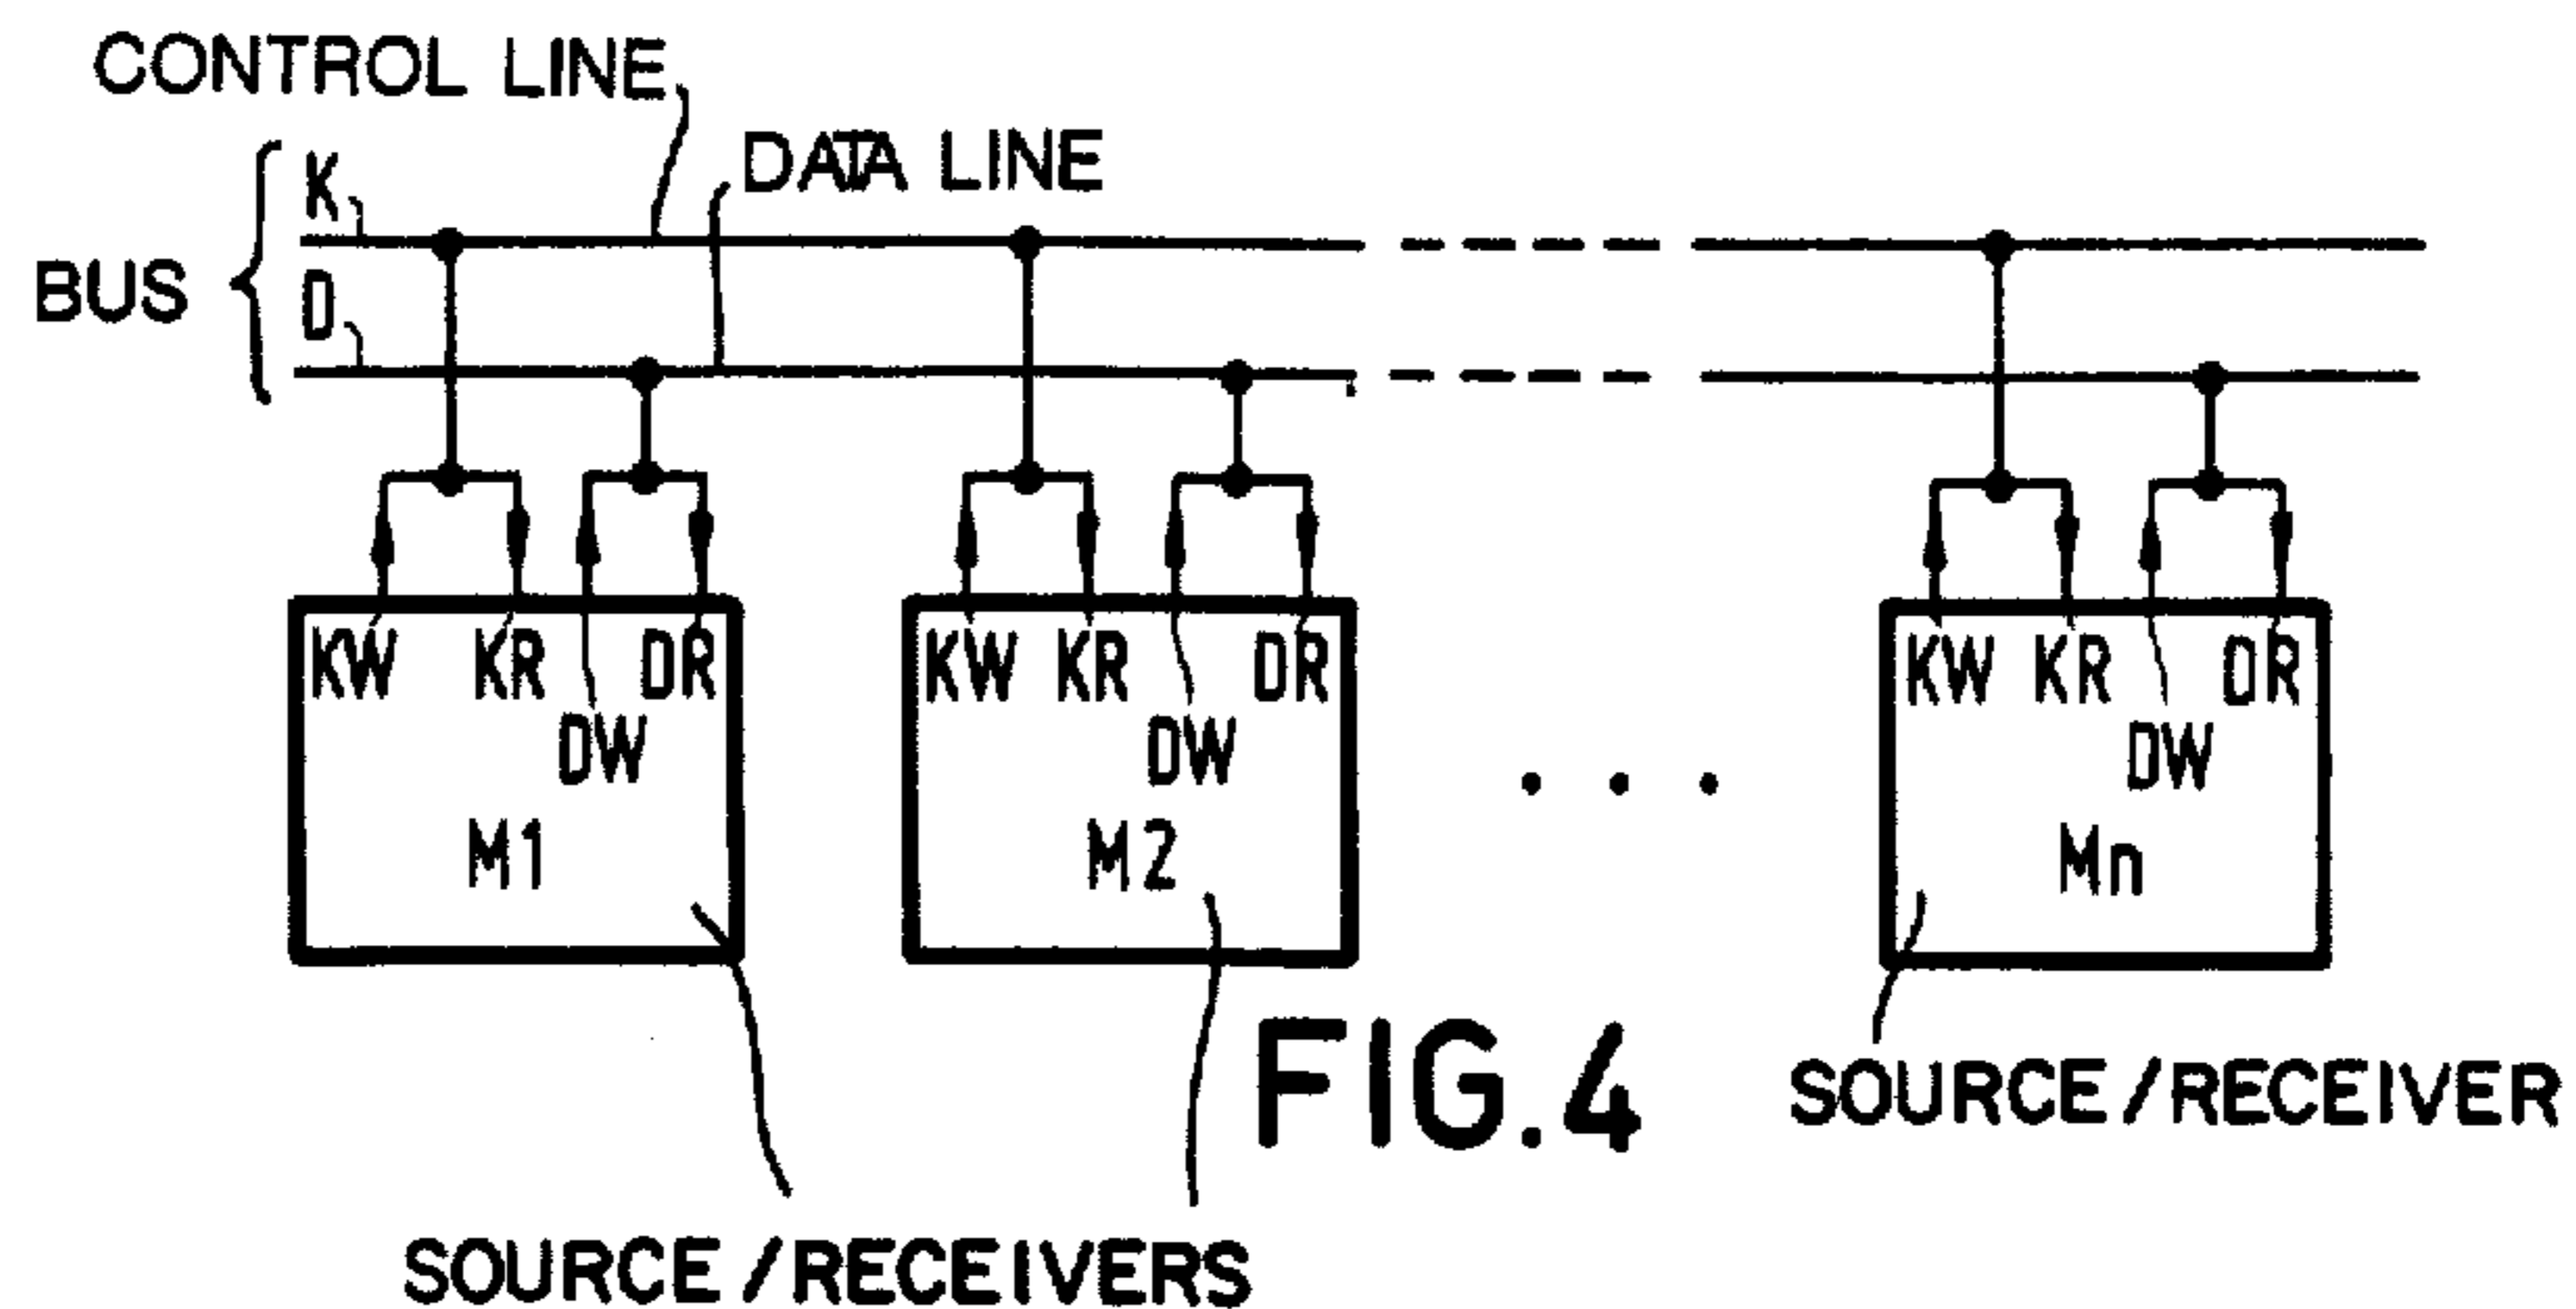 CONTROL LINE
DATA LINE
K
BUS
D
KW KR DR
DW
M1
KW KR DR
DW
M2
. . .
KW KR DR
DW
Mn
FIG.4
SOURCE/RECEIVER
SOURCE/RECEIVERS